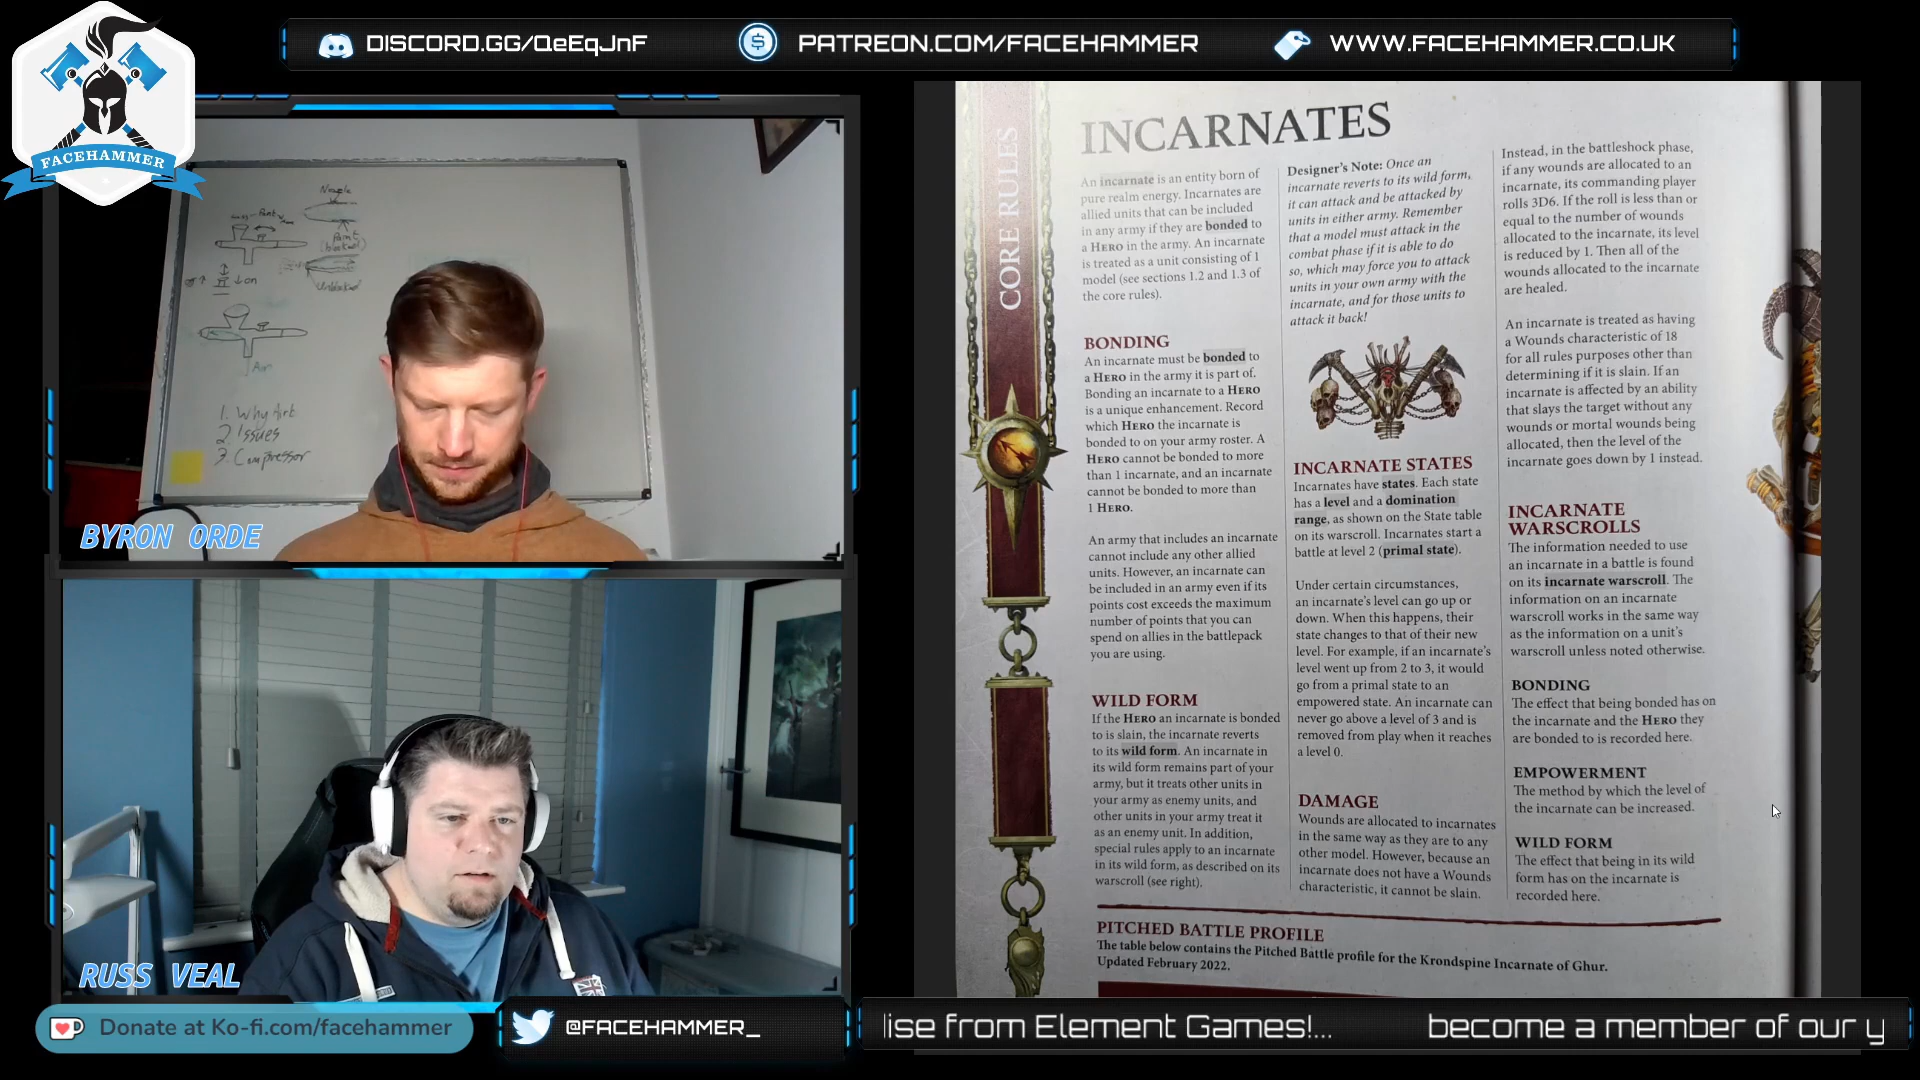 DISCORD.GG/QeEqJnF
PATREON.COM/FACEHAMMER
WWW.FACEHAMMER.CO.UK
FACEHAMMER
Nozzle
Paint
(blocked)
Unblocked
on
Air
1. Why Airb
2. Issues
3. Compressor
BYRON ORDE
RUSS VEAL
CORE RULES
INCARNATES
An incarnate is an entity born of
pure realm energy. Incarnates are
allied units that can be included
in any army if they are bonded to
a HERO in the army. An incarnate
is treated as a unit consisting of 1
model (see sections 1.2 and 1.3 of
the core rules).
BONDING
An incarnate must be bonded to
a HERO in the army it is part of.
Bonding an incarnate to a HERO
is a unique enhancement. Record
which HERO the incarnate is
bonded to on your army roster. A
HERO cannot be bonded to more
than 1 incarnate, and an incarnate
cannot be bonded to more than
1 HERO.
An army that includes an incarnate
cannot include any other allied
units. However, an incarnate can
be included in an army even if its
points cost exceeds the maximum
number of points that you can
spend on allies in the battlepack
you are using.
WILD FORM
If the HERO an incarnate is bonded
to is slain, the incarnate reverts
to its wild form. An incarnate in
its wild form remains part of your
army, but it treats other units in
your army as enemy units, and
other units in your army treat it
as an enemy unit. In addition,
special rules apply to an incarnate
in its wild form, as described on its
warscroll (see right).
Designer's Note: Once an
incarnate reverts to its wild form,
it can attack and be attacked by
units in either army. Remember
that a model must attack in the
combat phase if it is able to do
so, which may force you to attack
units in your own army with the
incarnate, and for those units to
attack it back!
INCARNATE STATES
Incarnates have states. Each state
has a level and a domination
range, as shown on the State table
on its warscroll. Incarnates start a
battle at level 2 (primal state).
Under certain circumstances,
an incarnate's level can go up or
down. When this happens, their
state changes to that of their new
level. For example, if an incarnate's
level went up from 2 to 3, it would
go from a primal state to an
empowered state. An incarnate can
never go above a level of 3 and is
removed from play when it reaches
a level 0.
DAMAGE
Wounds are allocated to incarnates
in the same way as they are to any
other model. However, because an
incarnate does not have a Wounds
characteristic, it cannot be slain.
Instead, in the battleshock phase,
if any wounds are allocated to an
incarnate, its commanding player
rolls 3D6. If the roll is less than or
equal to the number of wounds
allocated to the incarnate, its level
is reduced by 1. Then all of the
wounds allocated to the incarnate
are healed.
An incarnate is treated as having
a Wounds characteristic of 18
for all rules purposes other than
determining if it is slain. If an
incarnate is affected by an ability
that slays the target without any
wounds or mortal wounds being
allocated, then the level of the
incarnate goes down by 1 instead.
INCARNATE
WARSCROLLS
The information needed to use
an incarnate in a battle is found
on its incarnate warscroll. The
information on an incarnate
warscroll works in the same way
as the information on a unit's
warscroll unless noted otherwise.
BONDING
The effect that being bonded has on
the incarnate and the HERO they
are bonded to is recorded here.
EMPOWERMENT
The method by which the level of
the incarnate can be increased.
WILD FORM
The effect that being in its wild
form has on the incarnate is
recorded here.
PITCHED BATTLE PROFILE
The table below contains the Pitched Battle profile for the Krondspine Incarnate of Ghur.
Updated February 2022.
Donate at Ko-fi.com/facehammer
@FACEHAMMER_
lise from Element Games!...
become a member of our y